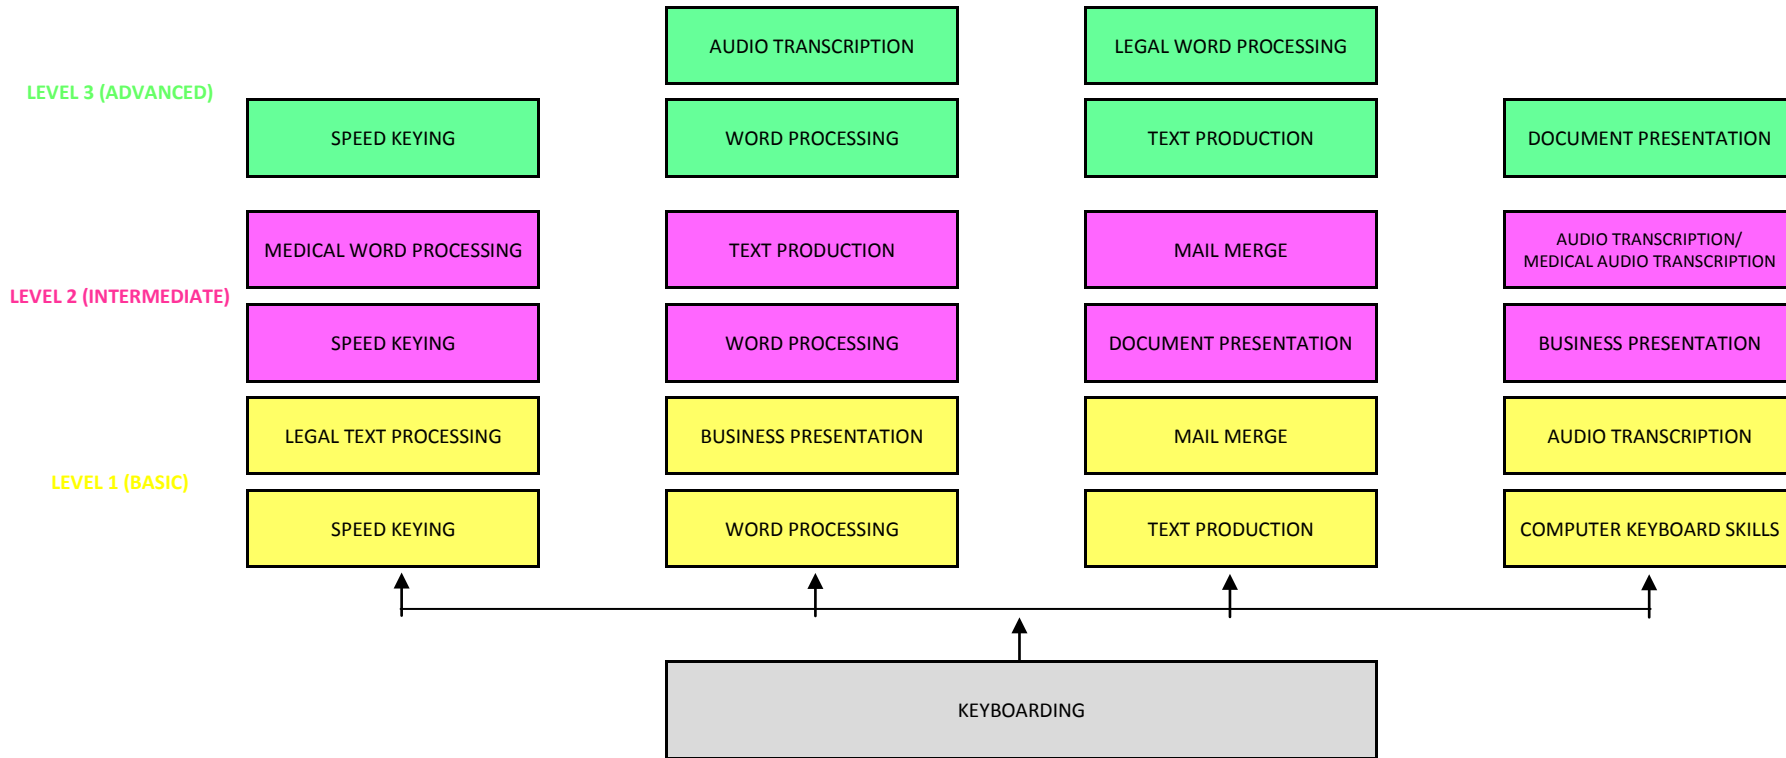 AUDIO TRANSCRIPTION
LEGAL WORD PROCESSING
LEVEL 3 (ADVANCED)
SPEED KEYING
WORD PROCESSING
TEXT PRODUCTION
DOCUMENT PRESENTATION
MEDICAL WORD PROCESSING
TEXT PRODUCTION
MAIL MERGE
AUDIO TRANSCRIPTION/
MEDICAL AUDIO TRANSCRIPTION
LEVEL 2 (INTERMEDIATE)
SPEED KEYING
WORD PROCESSING
DOCUMENT PRESENTATION
BUSINESS PRESENTATION
LEGAL TEXT PROCESSING
BUSINESS PRESENTATION
MAIL MERGE
AUDIO TRANSCRIPTION
LEVEL 1 (BASIC)
SPEED KEYING
WORD PROCESSING
TEXT PRODUCTION
COMPUTER KEYBOARD SKILLS
KEYBOARDING